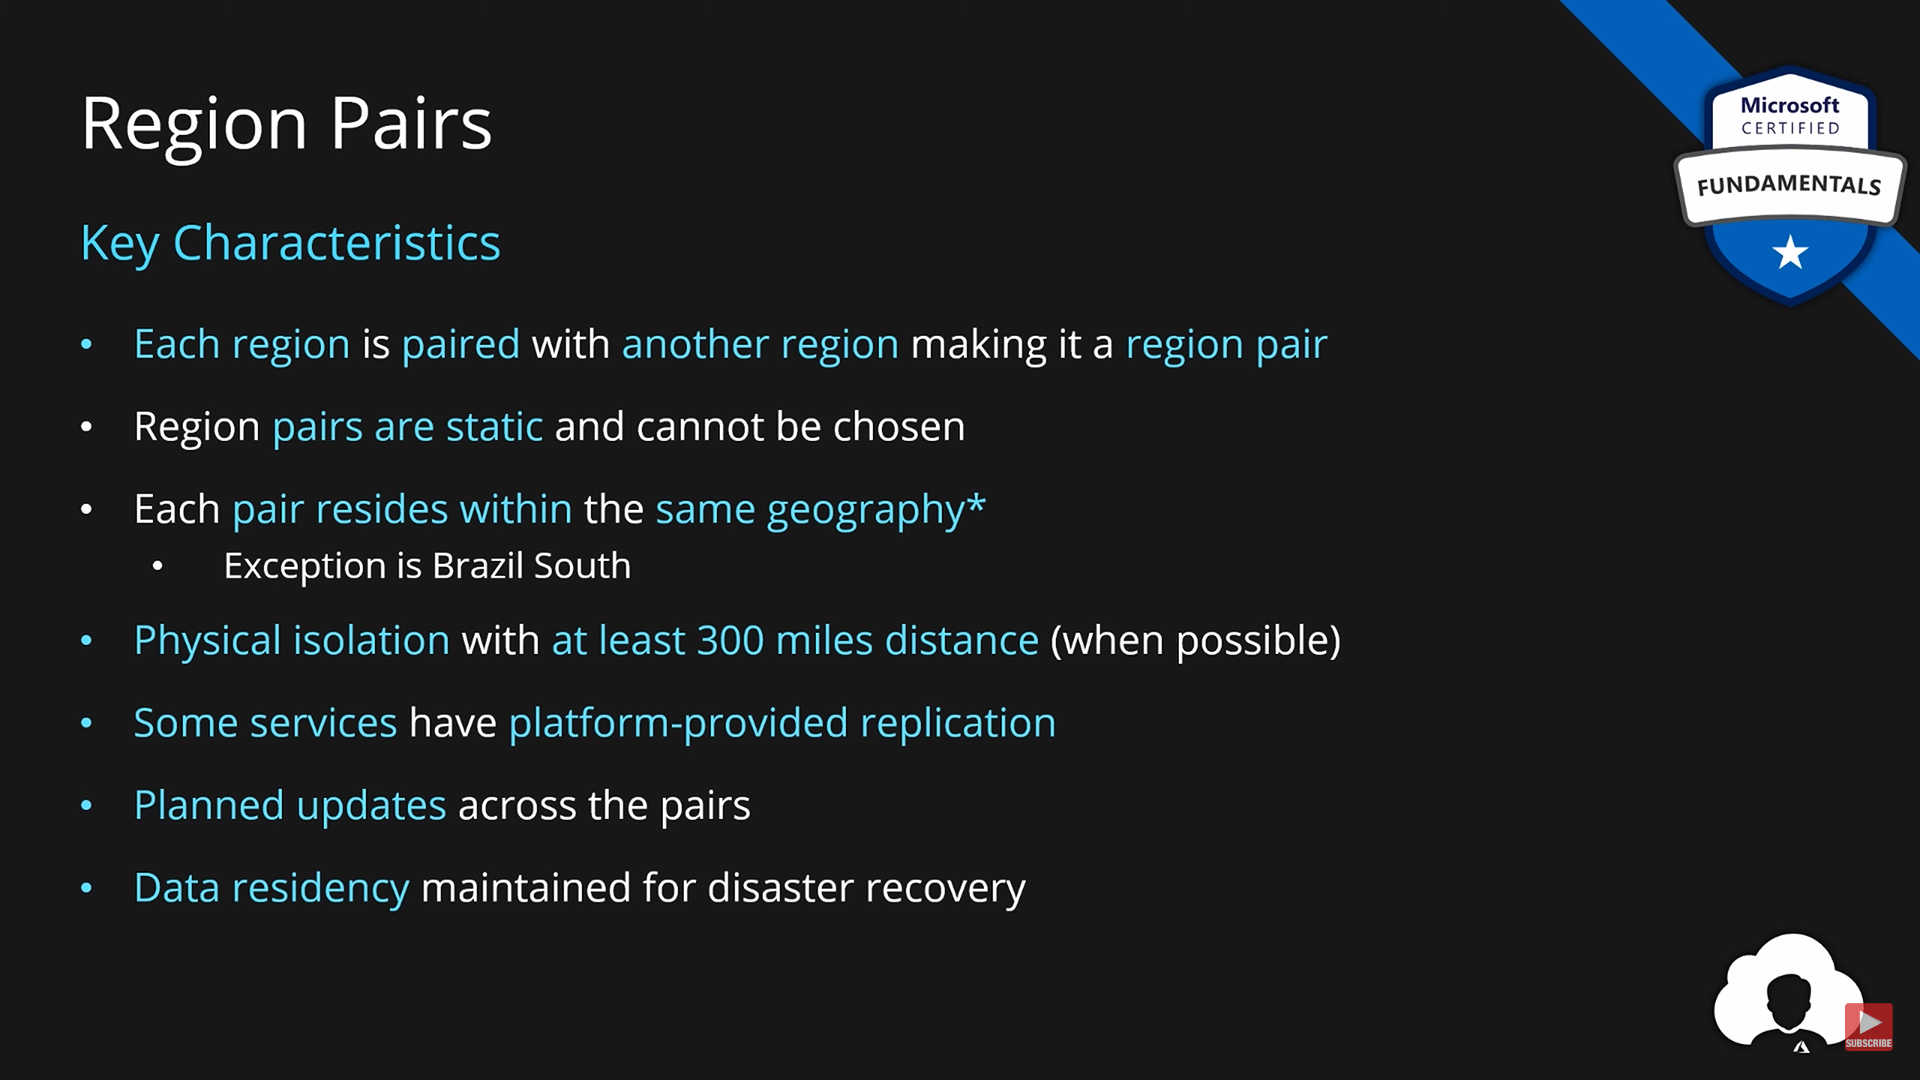 Region Pairs
Microsoft
CERTIFIED
FUNDAMENTALS
Key Characteristics
• Each region is paired with another region making it a region pair
• Region pairs are static and cannot be chosen
• Each pair resides within the same geography*
• Exception is Brazil South
• Physical isolation with at least 300 miles distance (when possible)
• Some services have platform-provided replication
• Planned updates across the pairs
• Data residency maintained for disaster recovery
SUBSCRIBE